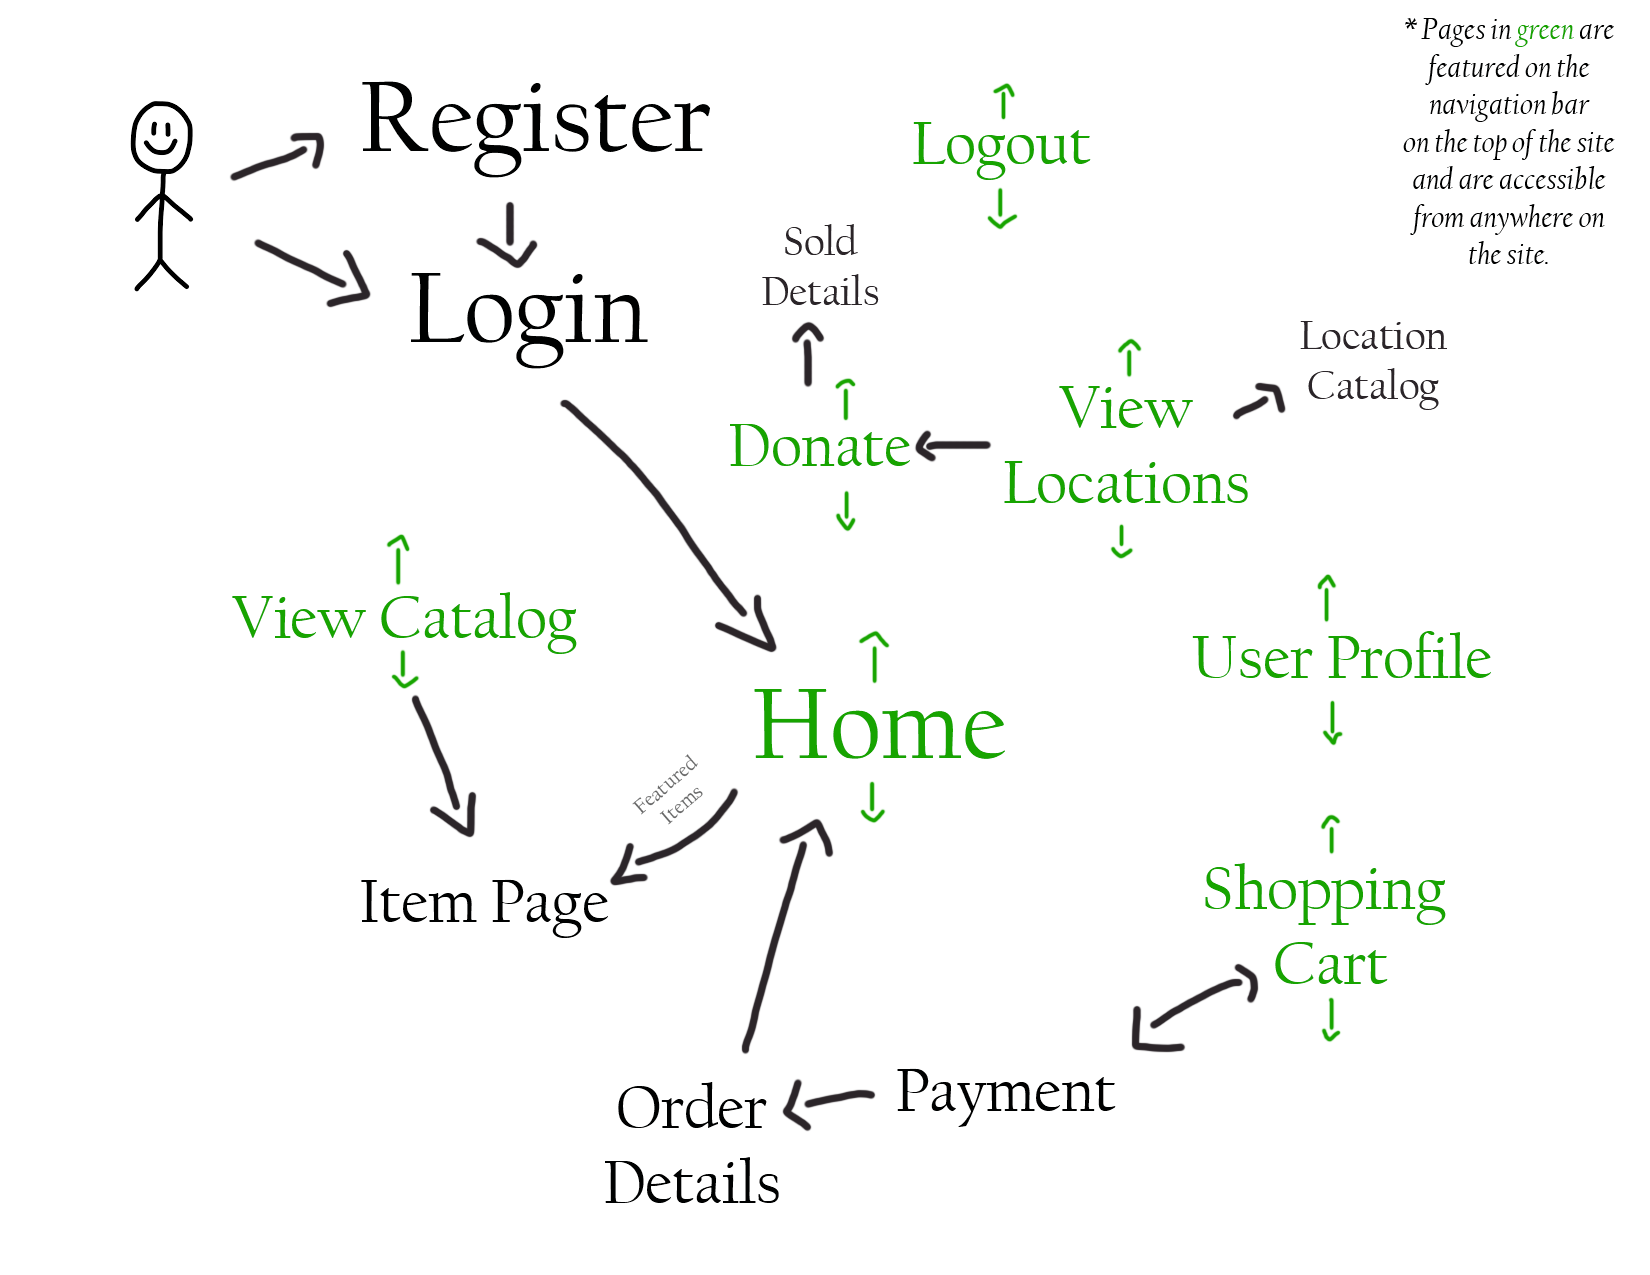 * Pages in green are
featured on the
navigation bar
on the top of the site
and are accessible
from anywhere on
the site.
Register
Logout
Login
Sold
Details
Location
Catalog
View
Locations
Donate
View Catalog
User Profile
Home
Featured
Items
Item Page
Shopping
Cart
Payment
Order
Details